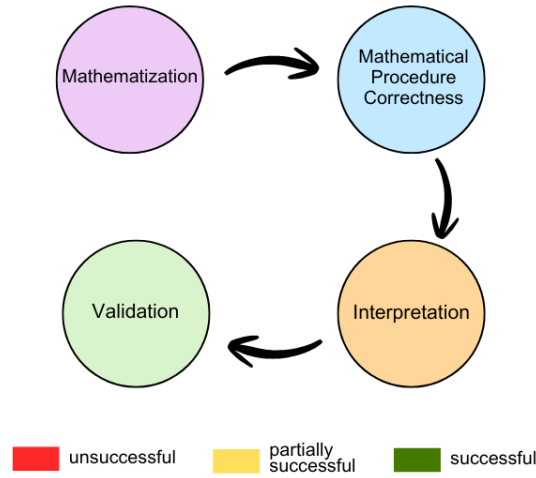 Mathematization
Mathematical
Procedure
Correctness
Validation
Interpretation
unsuccessful
partially
successful
successful